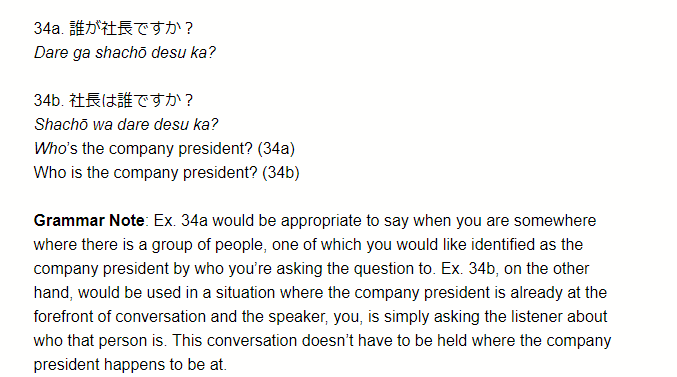 34a. 誰が社長ですか？
Dare ga shachō desu ka?
34b. 社長は誰ですか？
Shachō wa dare desu ka?
Who's the company president? (34a)
Who is the company president? (34b)
Grammar Note: Ex. 34a would be appropriate to say when you are somewhere
where there is a group of people, one of which you would like identified as the
company president by who you’re asking the question to. Ex. 34b, on the other
hand, would be used in a situation where the company president is already at the
forefront of conversation and the speaker, you, is simply asking the listener about
who that person is. This conversation doesn’t have to be held where the company
president happens to be at.